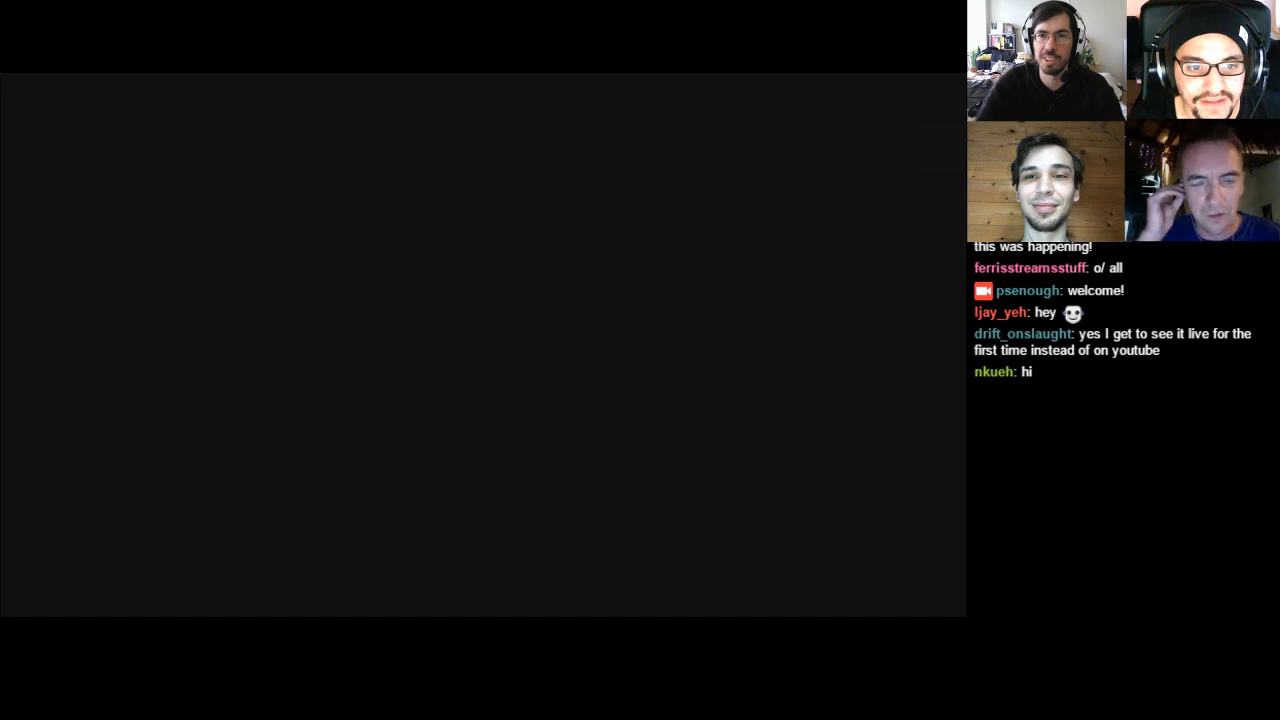 this was happening!
ferrisstreamsstuff: o/ all
psenough: welcome!
ljay_yeh: hey
drift_onslaught: yes I get to see it live for the
first time instead of on youtube
nkueh: hi